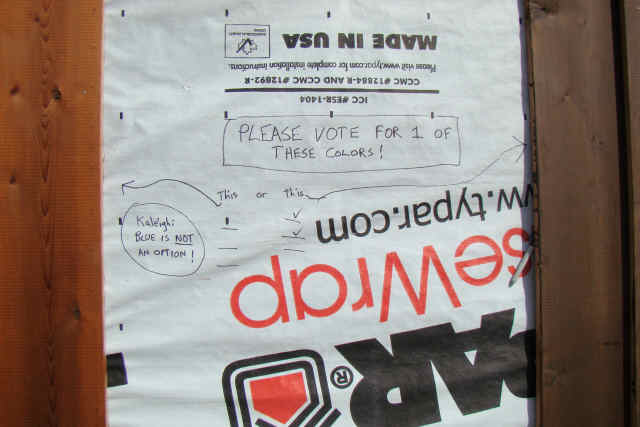 MADE IN USA
Please visit www.typar.com for complete installation instructions.
CCMC #12884-R AND CCMC #12892-R
ICC #ESR-1404
PLEASE VOTE FOR 1 OF
THESE COLORS!
This or This
Kaleigh:
BLUE IS NOT
AN OPTION!
w.typar.com
seWrap
PAR®